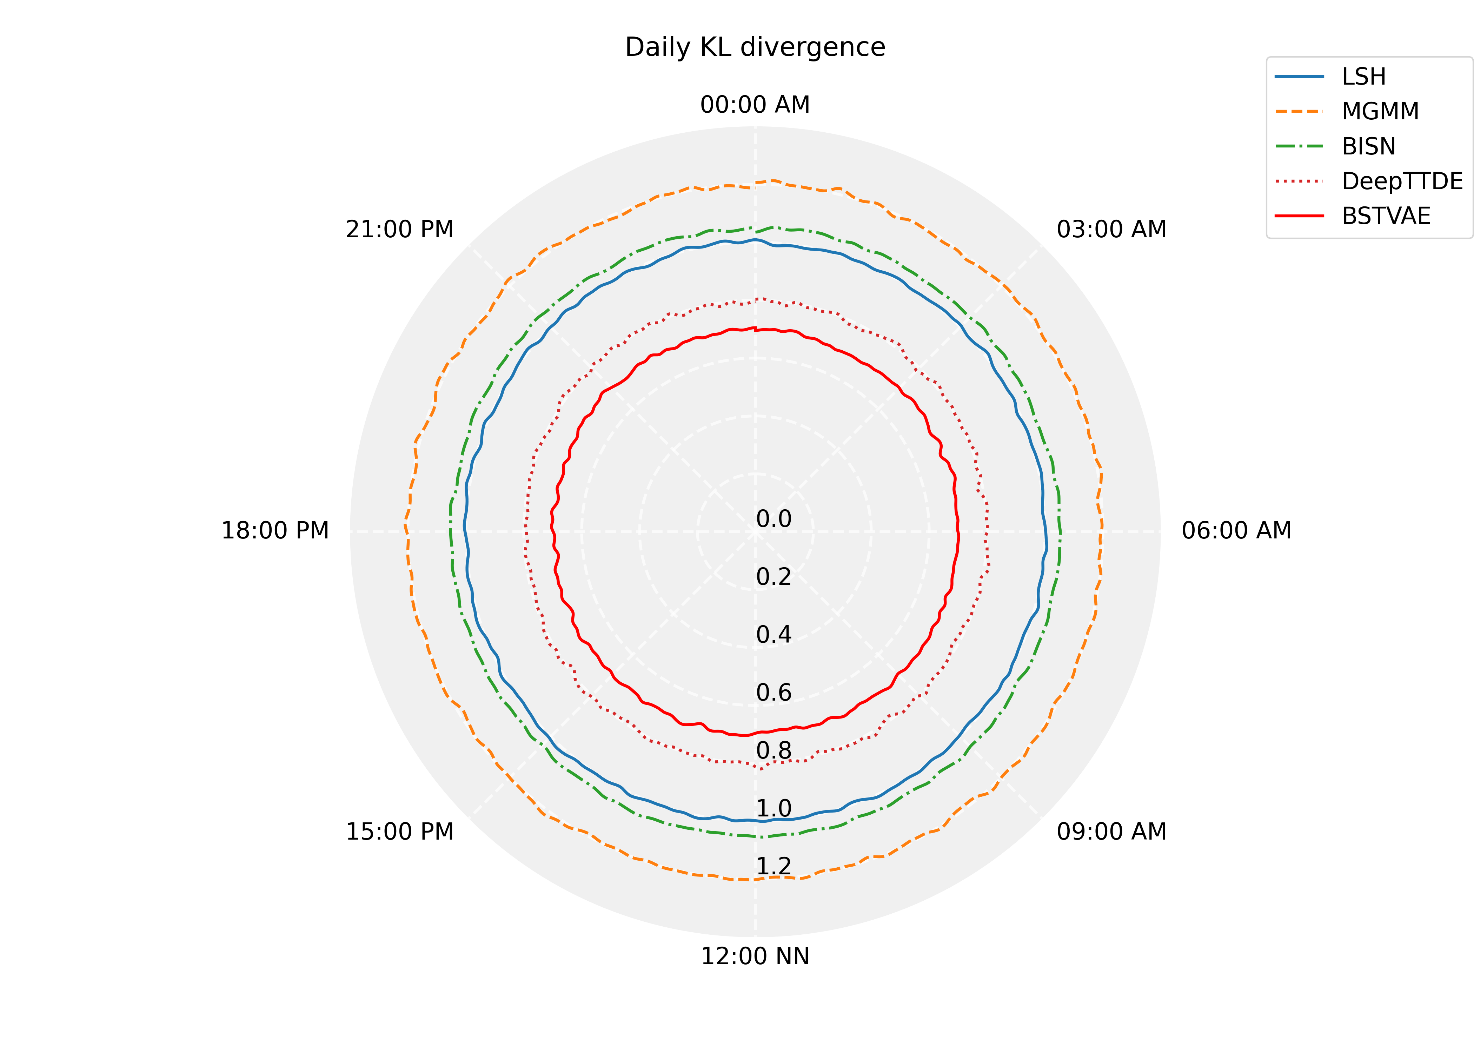 Daily KL divergence
00:00 AM
03:00 AM
06:00 AM
09:00 AM
12:00 NN
15:00 PM
18:00 PM
21:00 PM
0.0
0.2
0.4
0.6
0.8
1.0
1.2
LSH
MGMM
BISN
DeepTTDE
BSTVAE